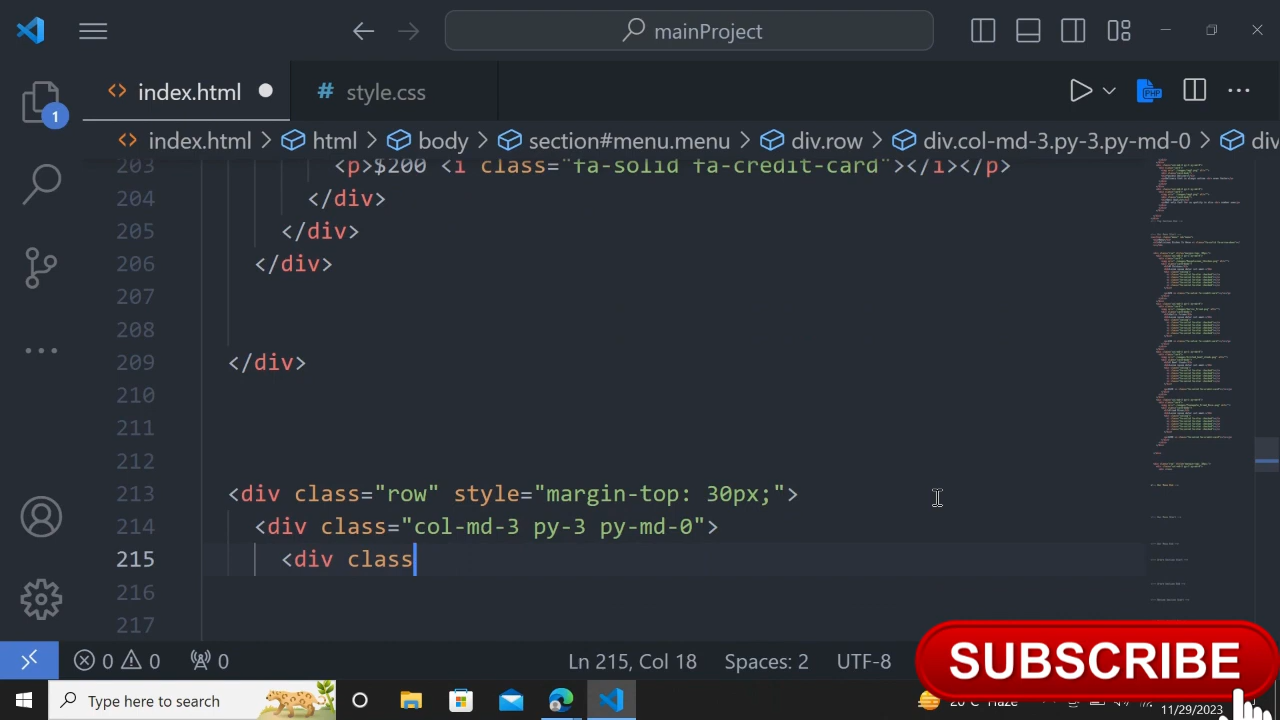 mainProject
index.html
# style.css
PHP
1
index.html > html > body > section#menu.menu > div.row > div.col-md-3.py-3.py-md-0 > div
203 <p>$200 <i class="fa-solid fa-credit-card"></i></p>
204 </div>
205 </div>
206 </div>
207
208
209 </div>
210
211
212
213 <div class="row" style="margin-top: 30px;">
214 <div class="col-md-3 py-3 py-md-0">
215 <div class
216
217
0 0 0
Ln 215, Col 18 Spaces: 2 UTF-8
SUBSCRIBE
Type here to search
20°C Haze
11/29/2023